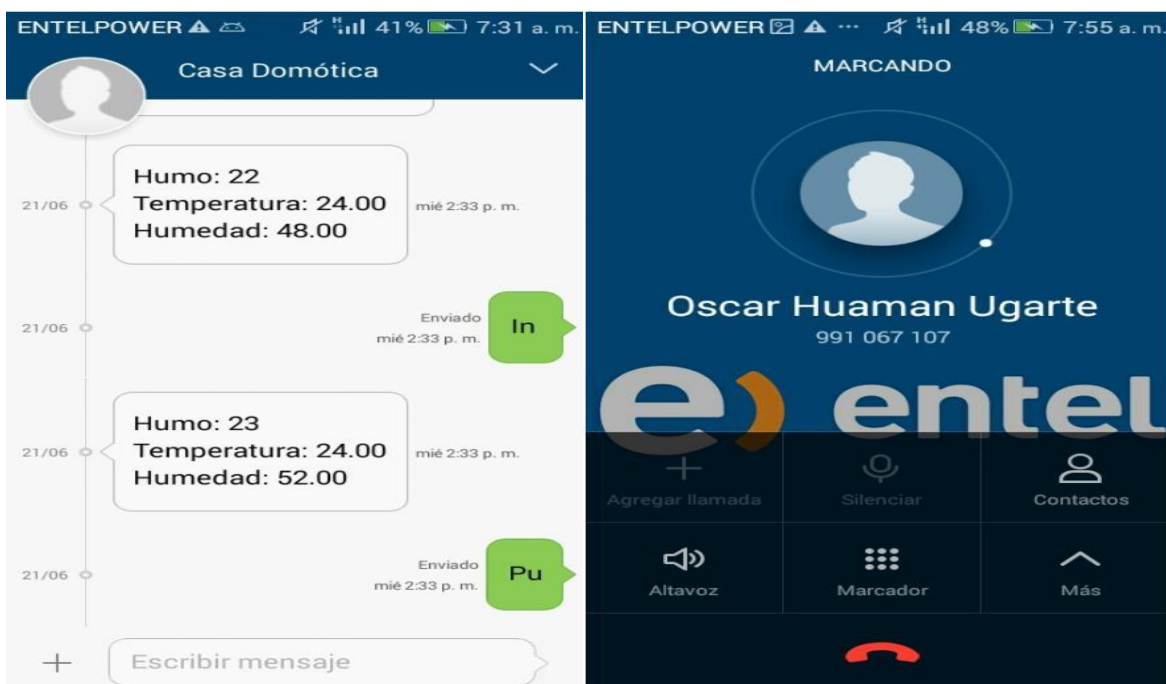 ENTELPOWER 41% 7:31 a. m.
Casa Domótica
Humo: 22
Temperatura: 24.00
Humedad: 48.00
21/06
mié 2:33 p. m.
Enviado
mié 2:33 p. m.
In
21/06
Humo: 23
Temperatura: 24.00
Humedad: 52.00
21/06
mié 2:33 p. m.
Enviado
mié 2:33 p. m.
Pu
21/06
Escribir mensaje
ENTELPOWER H 48% 7:55 a. m.
MARCANDO
Oscar Huaman Ugarte
991 067 107
e) entel
Agregar llamada
Silenciar
Contactos
Altavoz
Marcador
Más